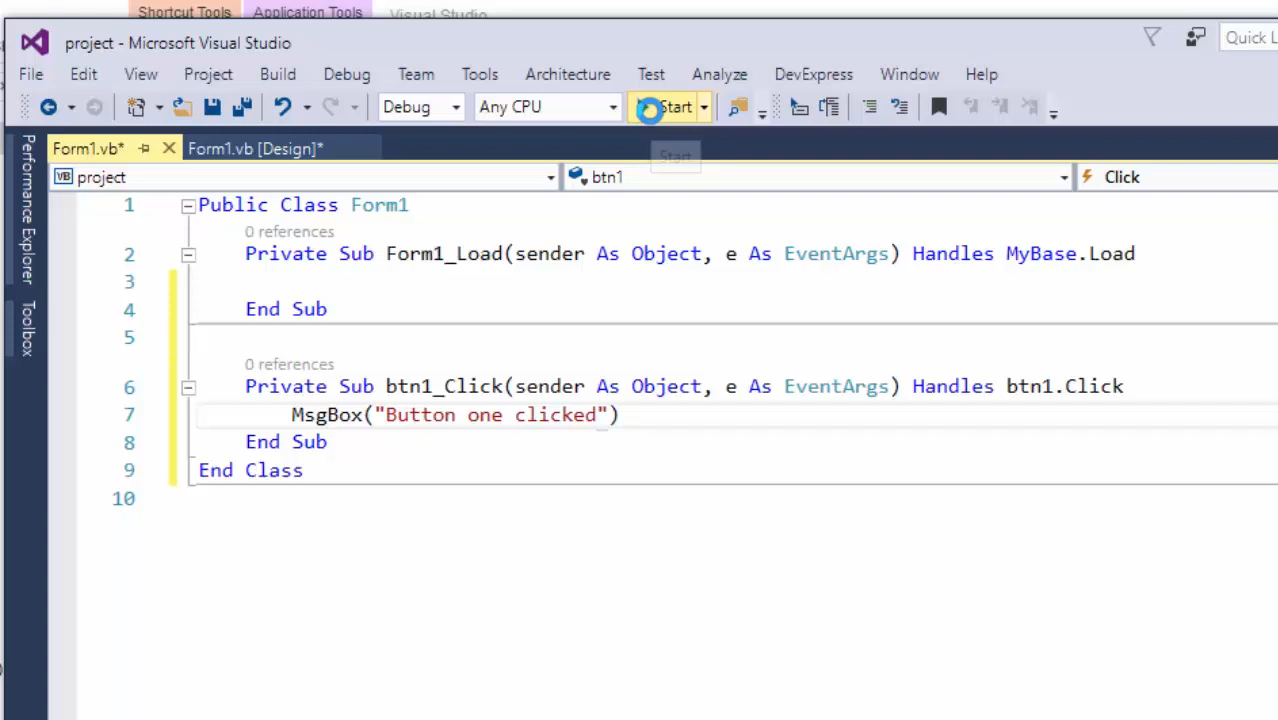 Shortcut Tools Application Tools Visual Studio
project - Microsoft Visual Studio
Quick L
File Edit View Project Build Debug Team Tools Architecture Test Analyze DevExpress Window Help
Debug Any CPU Start
Form1.vb* Form1.vb [Design]*
Start
VB project btn1 Click
Performance Explorer
Toolbox
1 Public Class Form1
0 references
2 Private Sub Form1_Load(sender As Object, e As EventArgs) Handles MyBase.Load
3
4 End Sub
5
0 references
6 Private Sub btn1_Click(sender As Object, e As EventArgs) Handles btn1.Click
7 MsgBox("Button one clicked")
8 End Sub
9 End Class
10